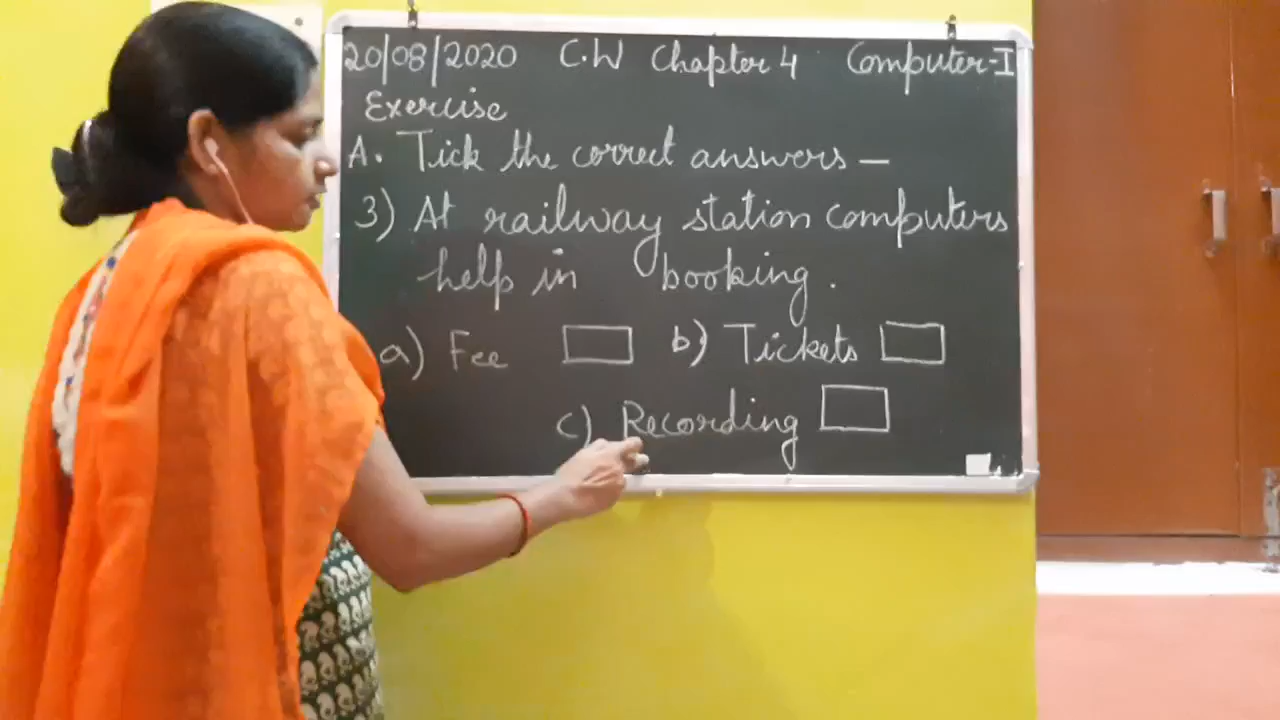 20/08/2020 C.W Chapter 4 Computer-I
Exercise
A. Tick the correct answers —
3) At railway station computers
help in booking.
a) Fee b) Tickets
c) Recording